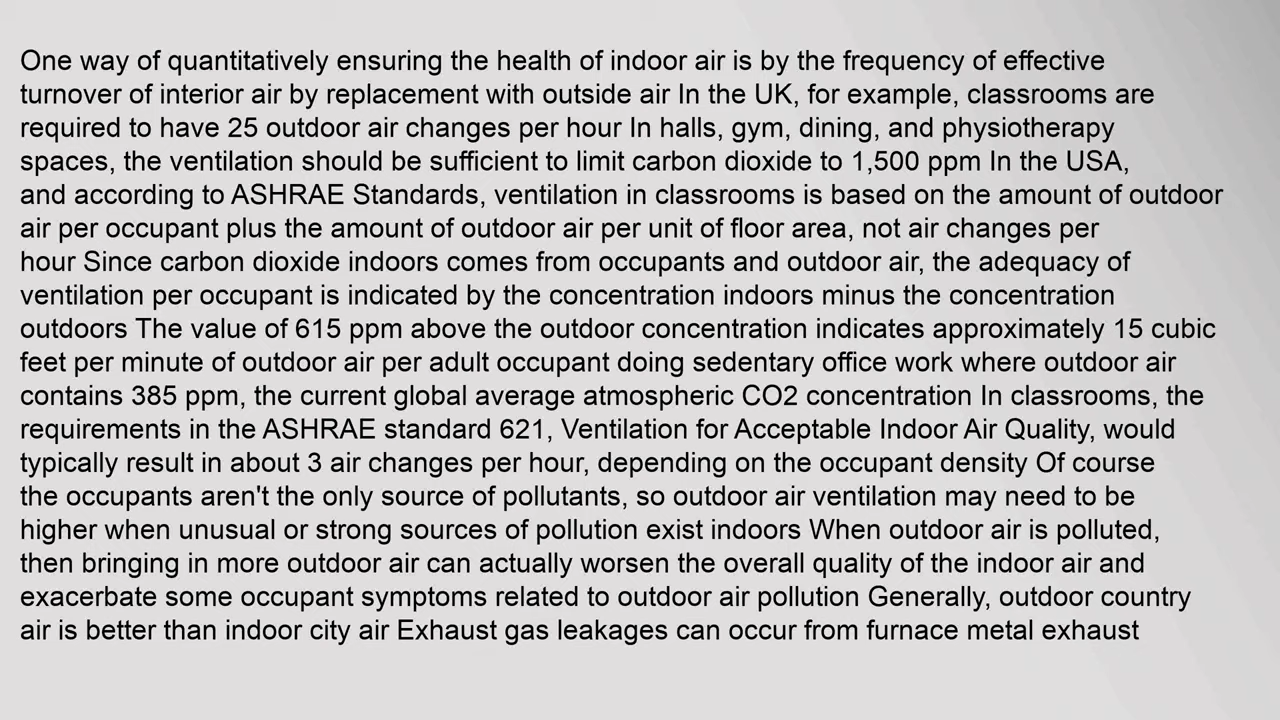 One way of quantitatively ensuring the health of indoor air is by the frequency of effective
turnover of interior air by replacement with outside air In the UK, for example, classrooms are
required to have 25 outdoor air changes per hour In halls, gym, dining, and physiotherapy
spaces, the ventilation should be sufficient to limit carbon dioxide to 1,500 ppm In the USA,
and according to ASHRAE Standards, ventilation in classrooms is based on the amount of outdoor
air per occupant plus the amount of outdoor air per unit of floor area, not air changes per
hour Since carbon dioxide indoors comes from occupants and outdoor air, the adequacy of
ventilation per occupant is indicated by the concentration indoors minus the concentration
outdoors The value of 615 ppm above the outdoor concentration indicates approximately 15 cubic
feet per minute of outdoor air per adult occupant doing sedentary office work where outdoor air
contains 385 ppm, the current global average atmospheric CO2 concentration In classrooms, the
requirements in the ASHRAE standard 621, Ventilation for Acceptable Indoor Air Quality, would
typically result in about 3 air changes per hour, depending on the occupant density Of course
the occupants aren't the only source of pollutants, so outdoor air ventilation may need to be
higher when unusual or strong sources of pollution exist indoors When outdoor air is polluted,
then bringing in more outdoor air can actually worsen the overall quality of the indoor air and
exacerbate some occupant symptoms related to outdoor air pollution Generally, outdoor country
air is better than indoor city air Exhaust gas leakages can occur from furnace metal exhaust